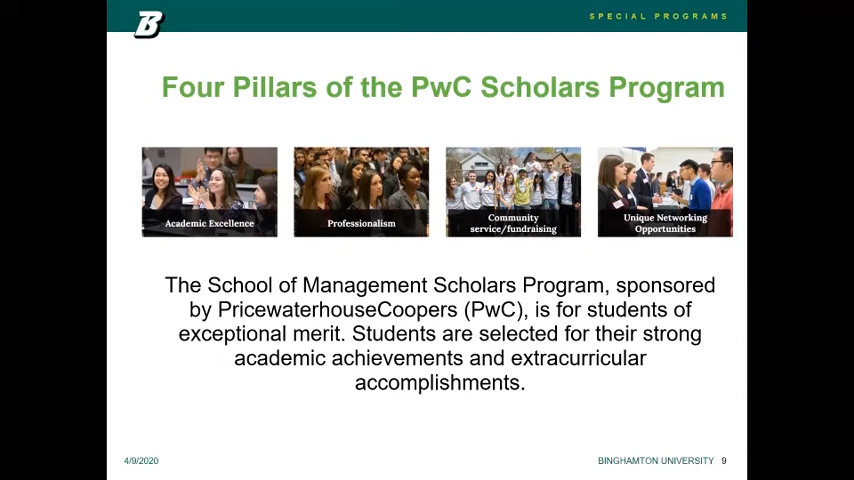 B
SPECIAL PROGRAMS
Four Pillars of the PwC Scholars Program
Academic Excellence
Professionalism
Community
service/fundraising
Unique Networking
Opportunities
The School of Management Scholars Program, sponsored
by PricewaterhouseCoopers (PwC), is for students of
exceptional merit. Students are selected for their strong
academic achievements and extracurricular
accomplishments.
4/9/2020
BINGHAMTON UNIVERSITY 9